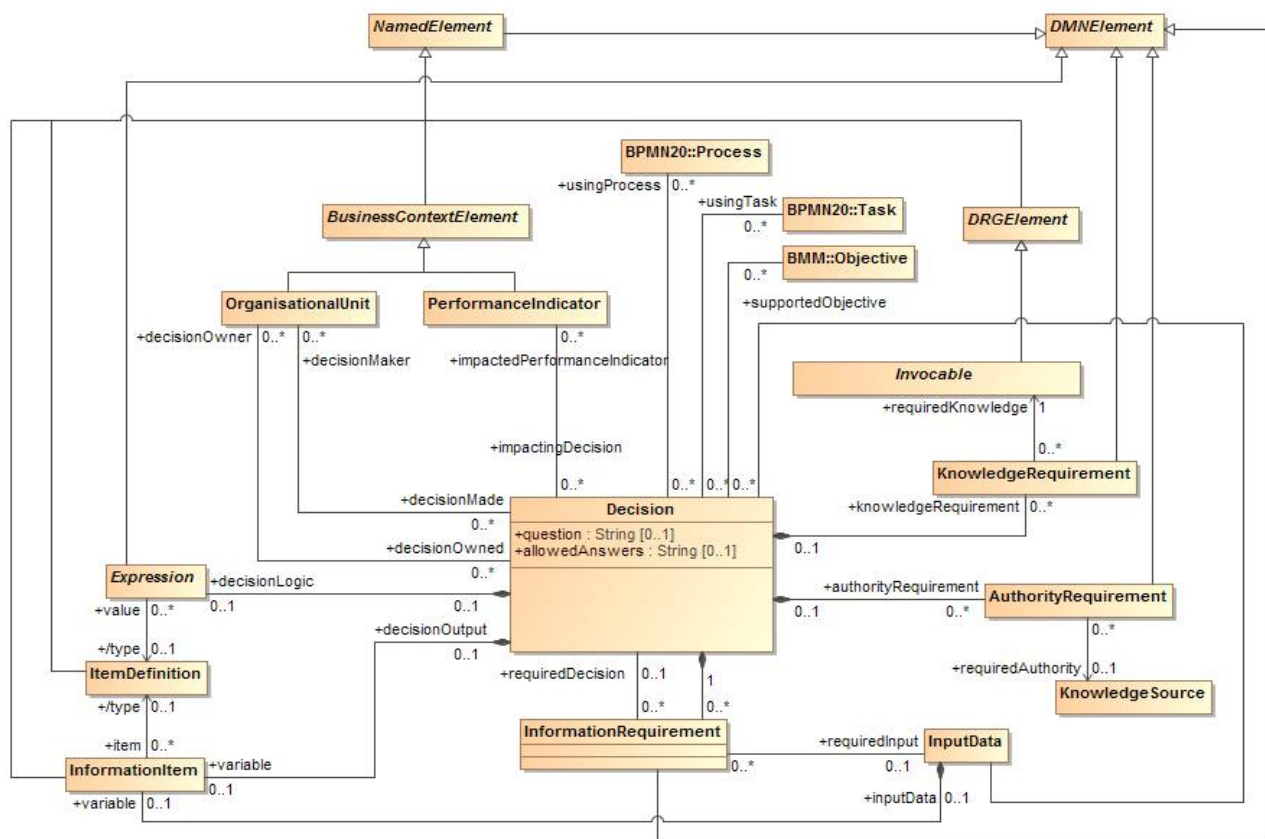 NamedElement
DMNElement
BPMN20::Process
+usingProcess
0..*
+usingTask
BPMN20::Task
0..*
BusinessContextElement
DRGElement
BMM::Objective
0..*
+supportedObjective
OrganisationalUnit
PerformanceIndicator
+decisionOwner
0..*
0..*
0..*
+decisionMaker
+impactedPerformanceIndicator
Invocable
+requiredKnowledge
1
+impactingDecision
0..*
KnowledgeRequirement
0..*
0..*
0..*
0..*
+knowledgeRequirement
0..*
+decisionMade
0..*
Decision
+question : String [0..1]
+allowedAnswers : String [0..1]
0..1
+decisionOwned
0..*
Expression
+decisionLogic
0..1
0..1
+authorityRequirement
0..1
0..*
AuthorityRequirement
+value
0..*
+decisionOutput
0..1
0..*
+/type
0..1
+requiredAuthority
0..1
ItemDefinition
+requiredDecision
0..1
1
KnowledgeSource
+/type
0..1
0..*
0..*
+item
0..*
InformationRequirement
+requiredInput
InputData
InformationItem
+variable
0..1
0..*
0..1
+variable
0..1
+inputData
0..1